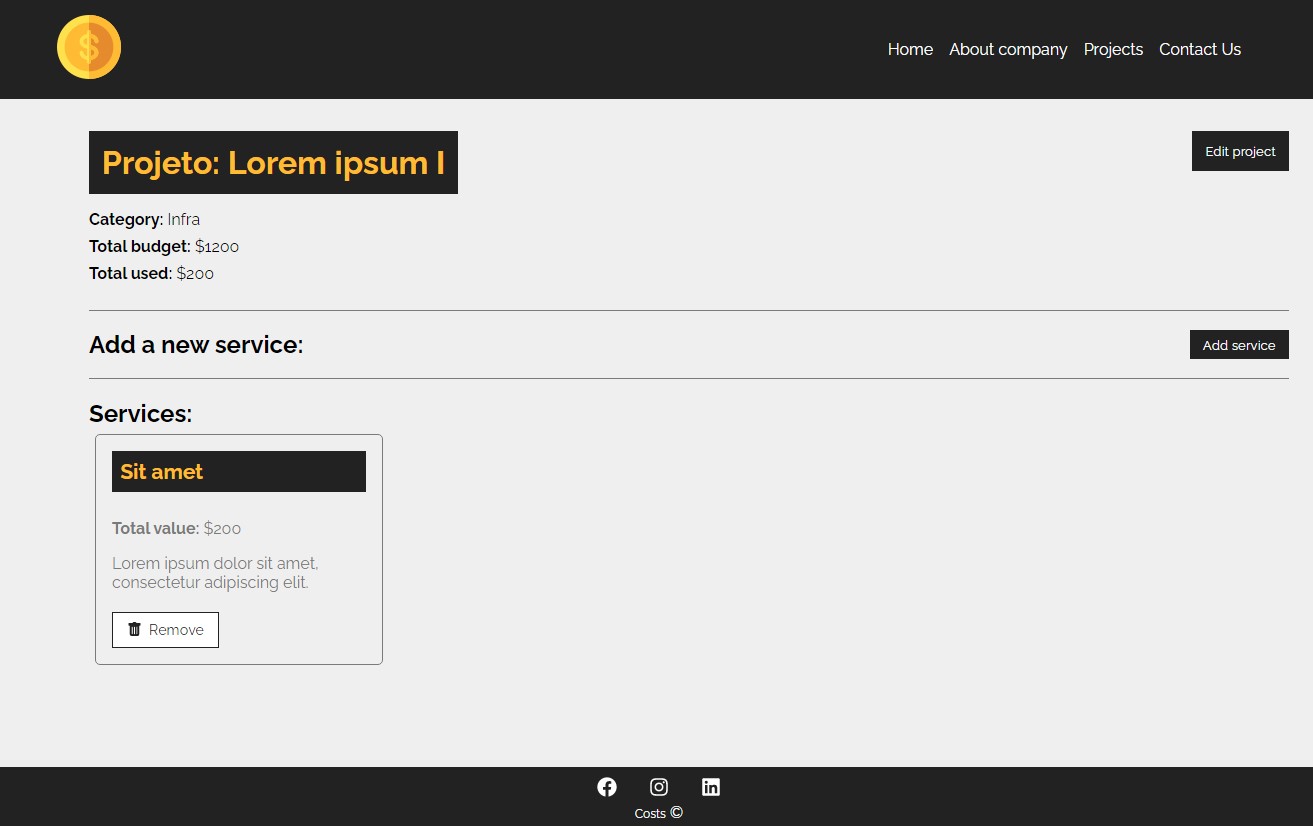 $
Home About company Projects Contact Us
Projeto: Lorem ipsum I
Edit project
Category: Infra
Total budget: $1200
Total used: $200
Add a new service:
Add service
Services:
Sit amet
Total value: $200
Lorem ipsum dolor sit amet,
consectetur adipiscing elit.
Remove
Costs ©